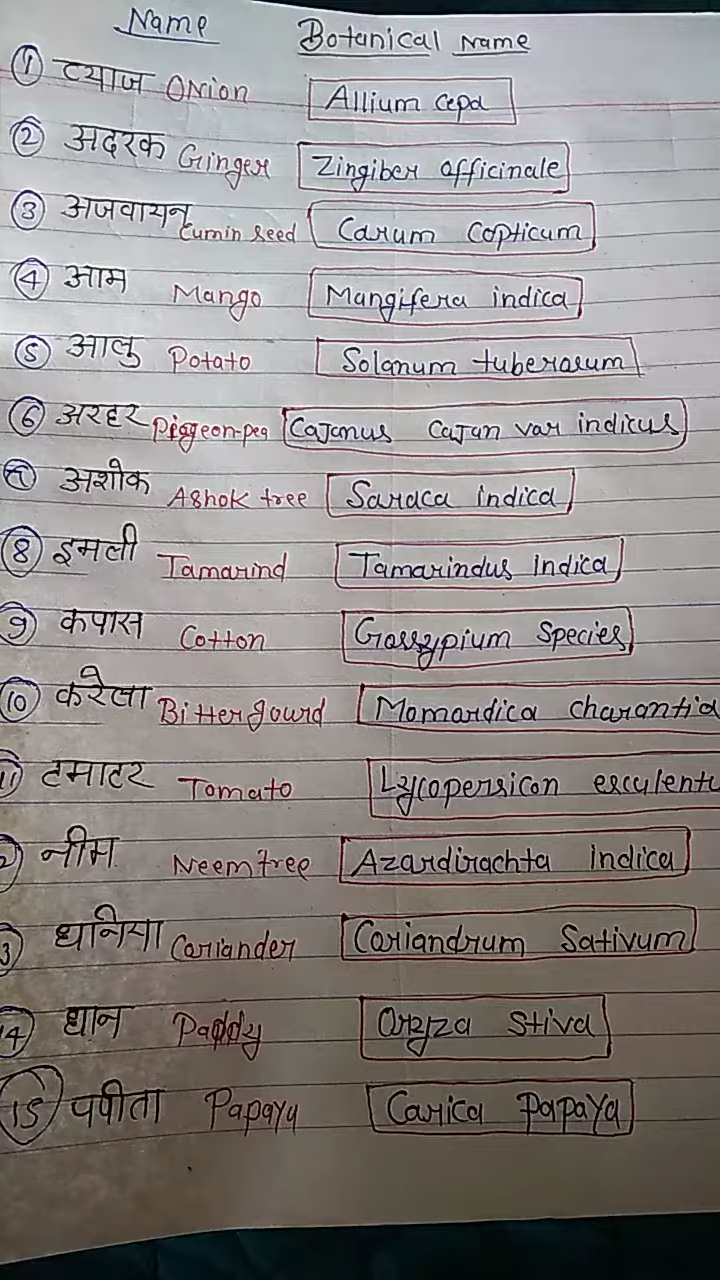 Name Botanical Name
① प्याज Onion Allium cepa
② अदरक Ginger Zingiber officinale
③ अजवायन Cumin seed Carum Copticum
④ आम Mango Mangifera indica
⑤ आलु Potato Solanum tuberosum
⑥ अरहर Piggeon-pea Cajanus Cajan var indicus
⑦ अशोक Ashok tree Saraca indica
⑧ इमली Tamarind Tamarindus Indica
⑨ कपास Cotton Gossypium Species
⑩ करेला Bitter gourd Momardica charantia
11 टमाटर Tomato Lycopersicon esculentu
2 नीम Neem tree Azardirachta indica
3 धनिया Coriander Coriandrum Sativum
14 धान Paddy Oryza Stiva
⑮ पपीता Papaya Carica Papaya